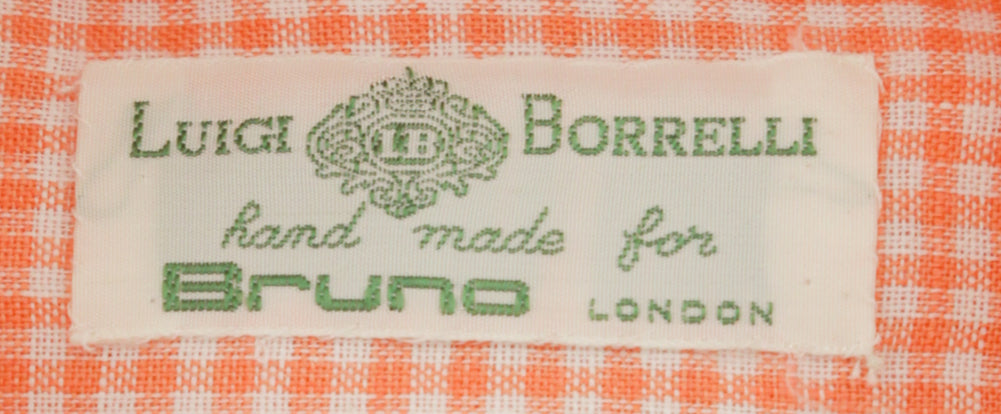 LUIGI LB BORRELLI
hand made for
Bruno LONDON